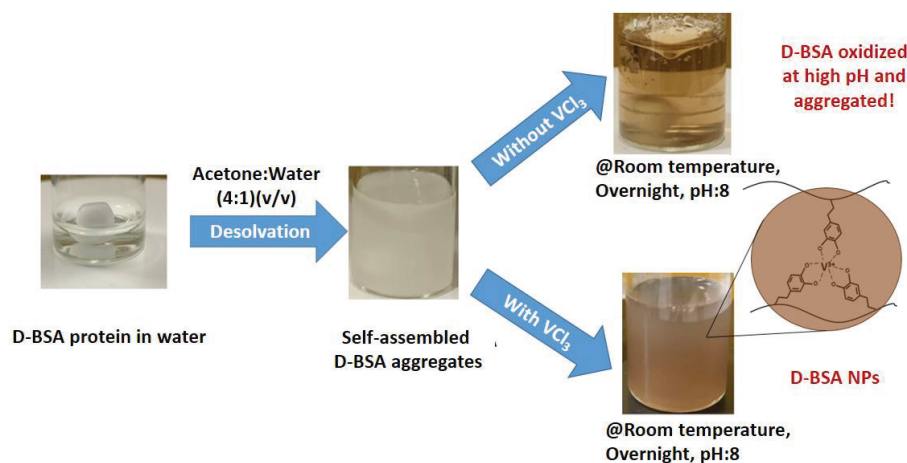 D-BSA protein in water
Acetone:Water
(4:1)(v/v)
Desolvation
Self-assembled
D-BSA aggregates
Without VCl₃
@Room temperature,
Overnight, pH:8
D-BSA oxidized
at high pH and
aggregated!
With VCl₃
@Room temperature,
Overnight, pH:8
D-BSA NPs